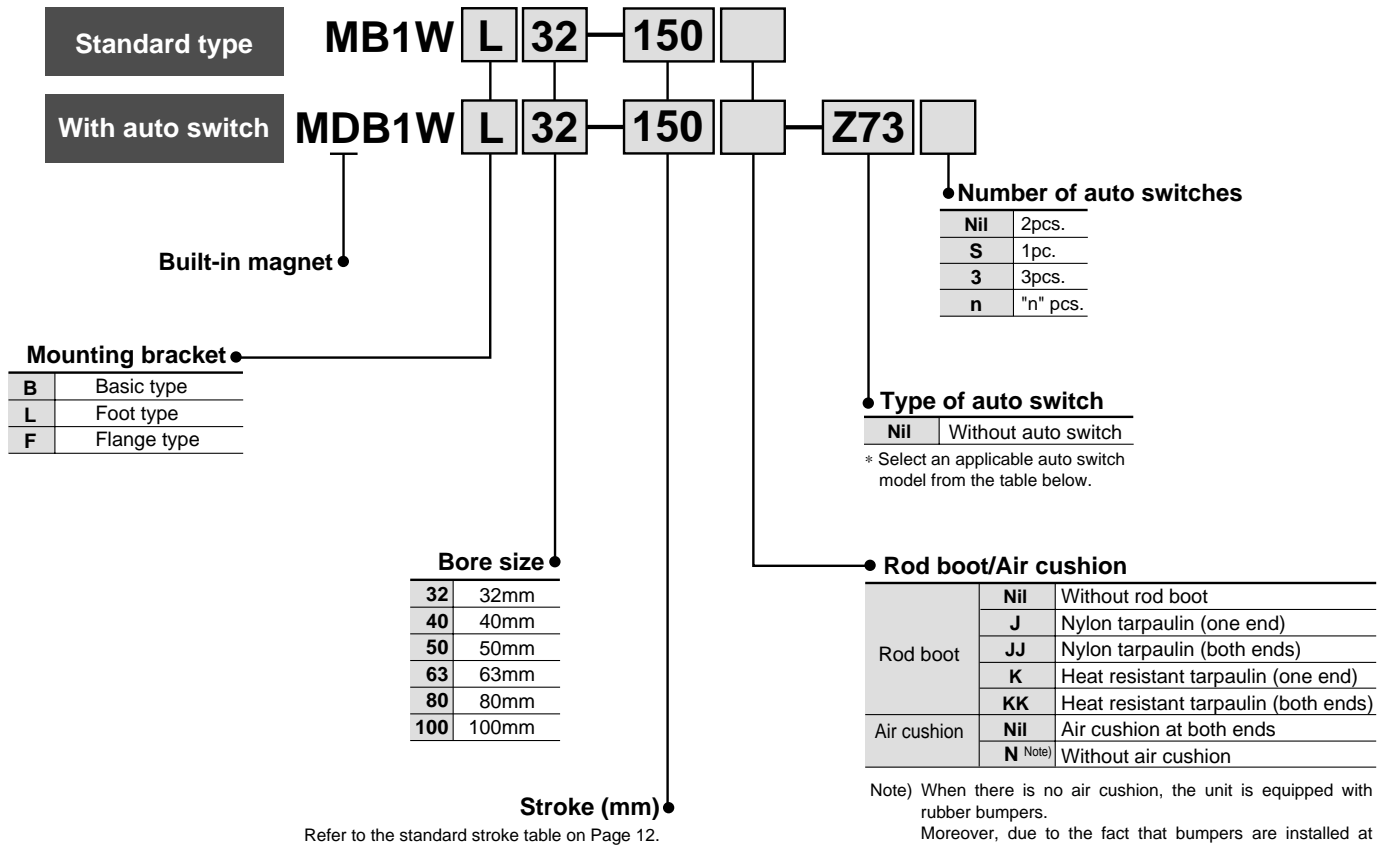 Standard type
MB1W L 32 150
With auto switch
MDB1W L 32 150 Z73
Number of auto switches
Nil 2pcs.
S 1pc.
3 3pcs.
n "n" pcs.
Built-in magnet
Mounting bracket
B Basic type
L Foot type
F Flange type
Type of auto switch
Nil Without auto switch
* Select an applicable auto switch
model from the table below.
Bore size
32 32mm
40 40mm
50 50mm
63 63mm
80 80mm
100 100mm
Rod boot/Air cushion
Rod boot
Nil Without rod boot
J Nylon tarpaulin (one end)
JJ Nylon tarpaulin (both ends)
K Heat resistant tarpaulin (one end)
KK Heat resistant tarpaulin (both ends)
Air cushion
Nil Air cushion at both ends
N Note) Without air cushion
Note) When there is no air cushion, the unit is equipped with
rubber bumpers.
Moreover, due to the fact that bumpers are installed at
Stroke (mm)
Refer to the standard stroke table on Page 12.